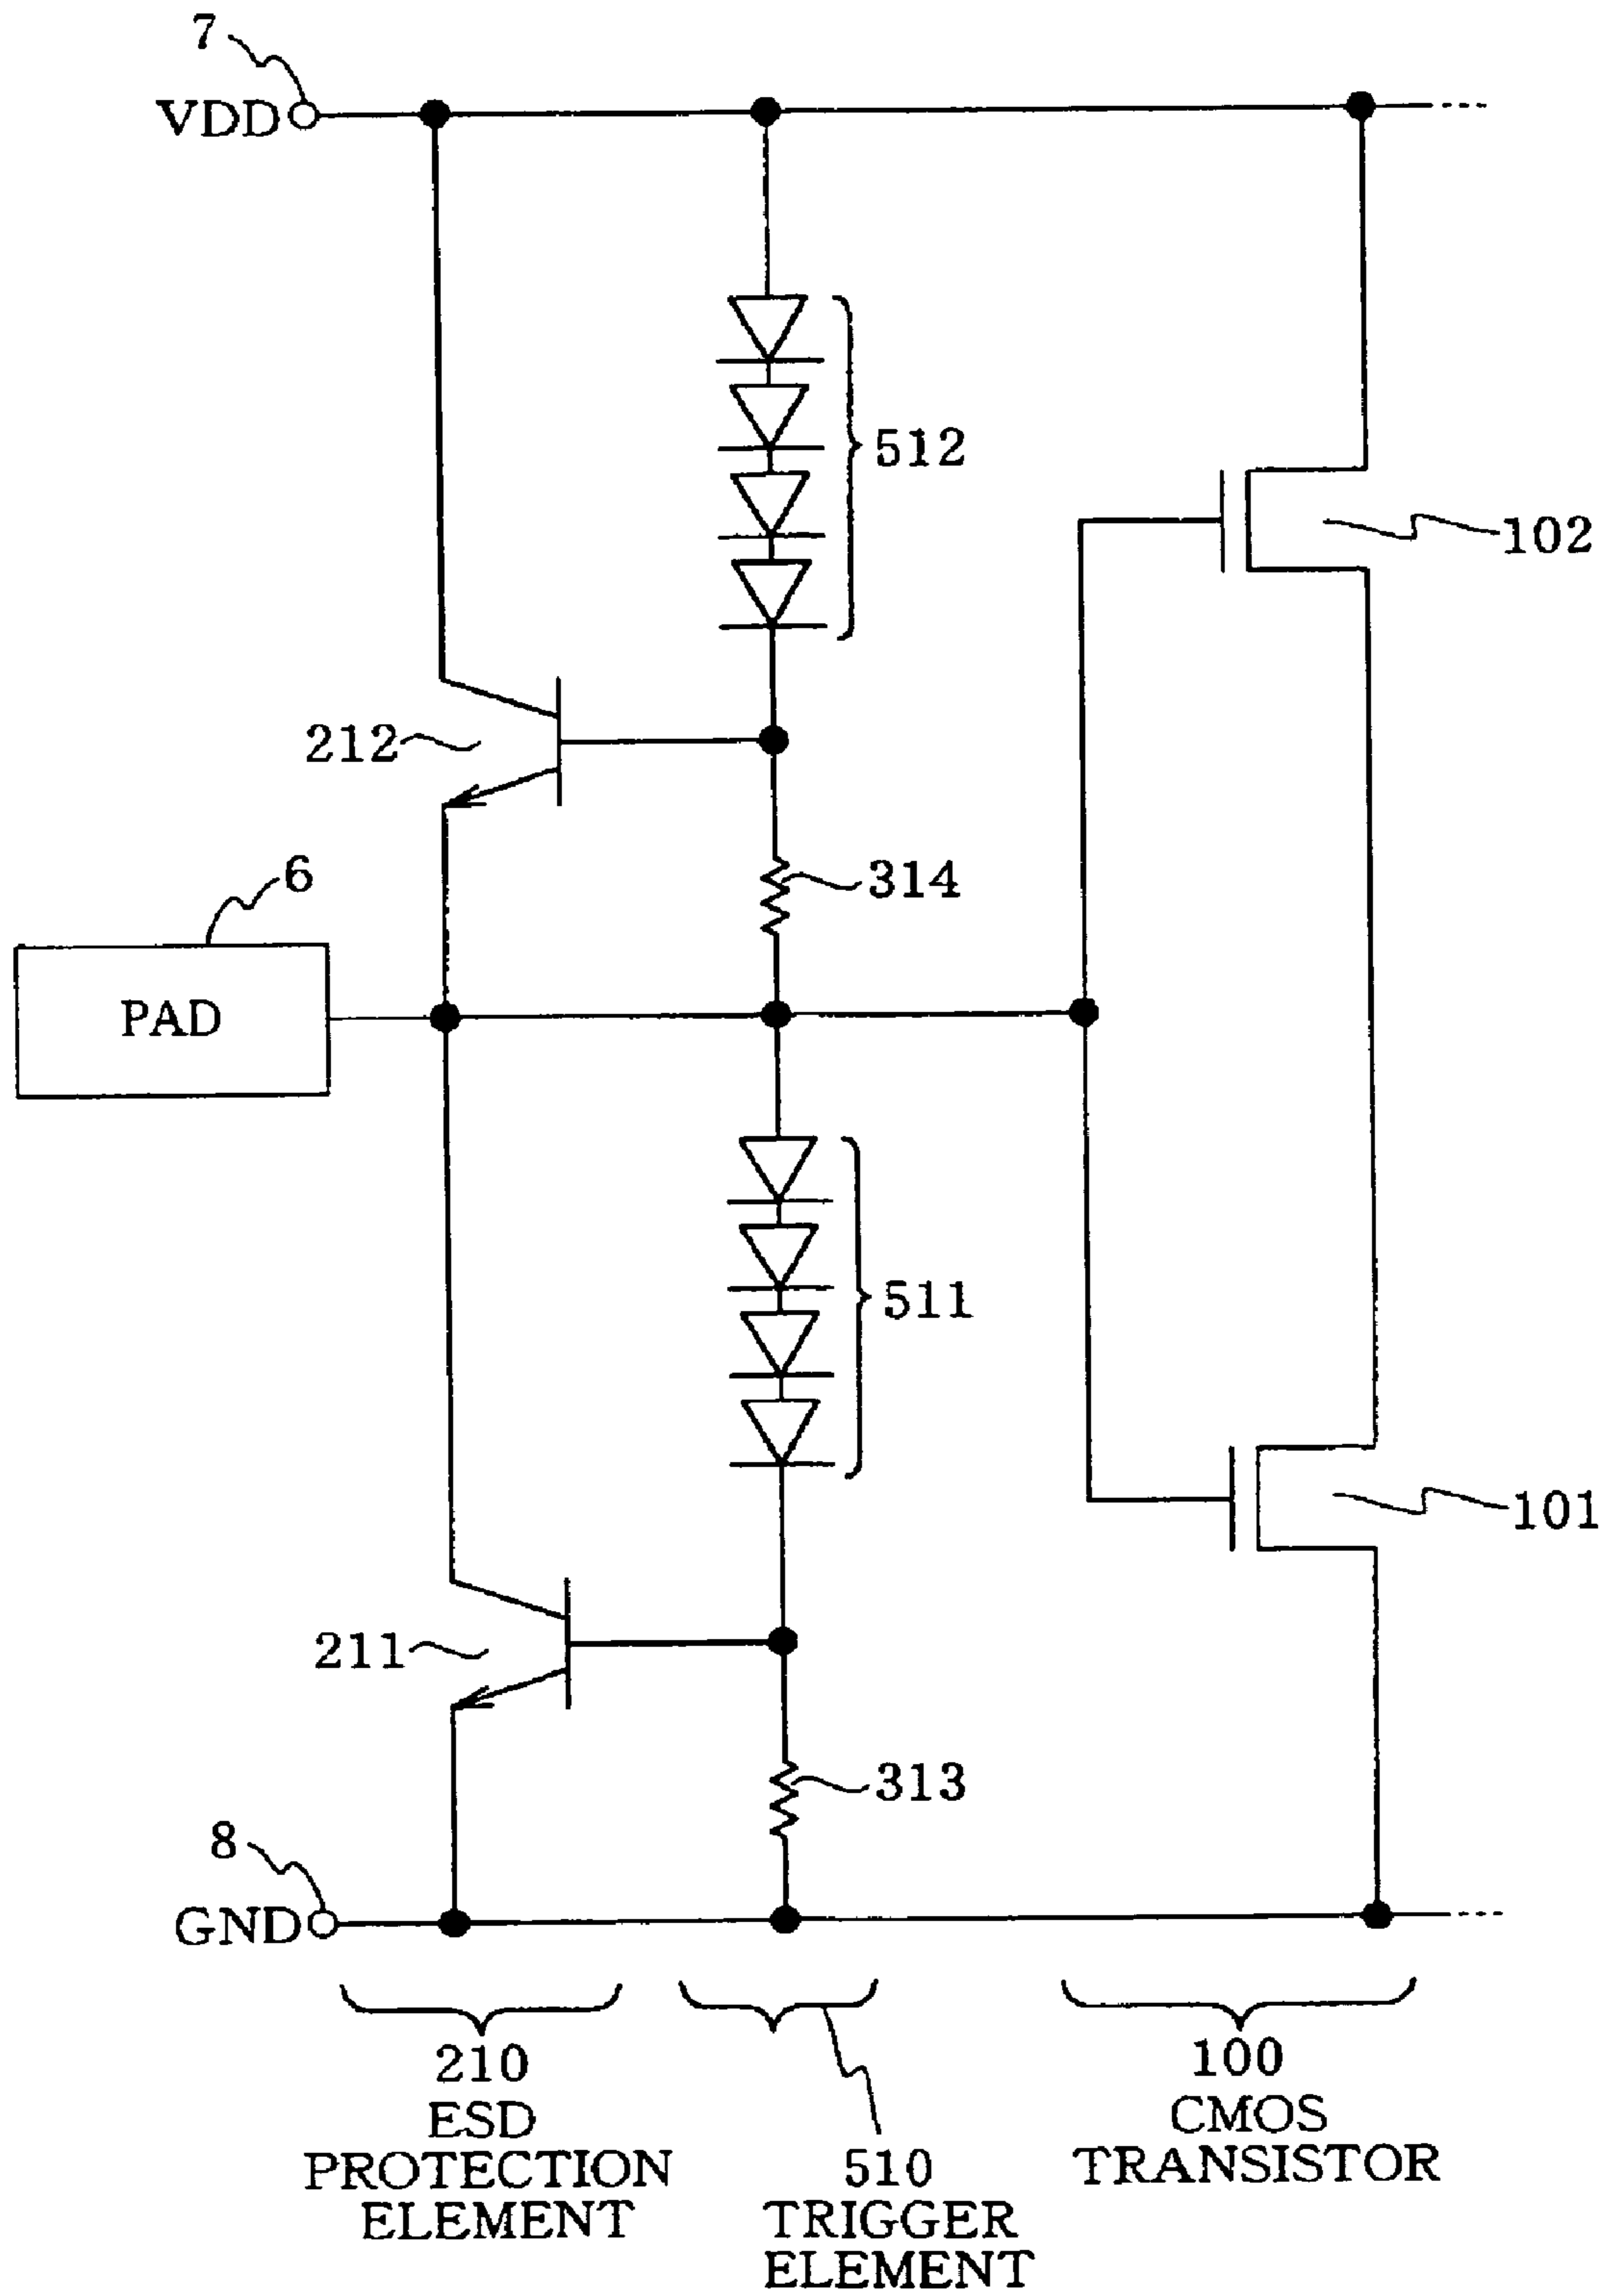 7
VDD
512
102
212
314
6
PAD
511
101
211
313
8
GND
210
ESD
PROTECTION
ELEMENT
510
TRIGGER
ELEMENT
100
CMOS
TRANSISTOR